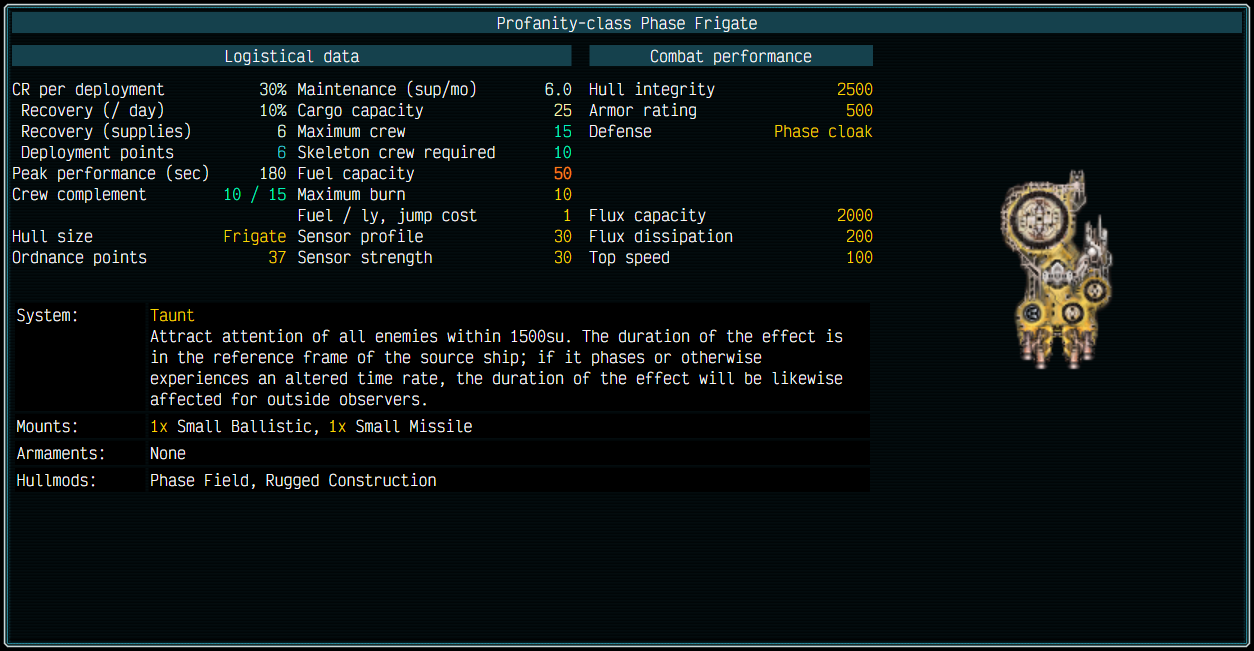 Profanity-class Phase Frigate
Logistical data Combat performance
CR per deployment 30% Maintenance (sup/mo) 6.0 Hull integrity 2500
Recovery (/ day) 10% Cargo capacity 25 Armor rating 500
Recovery (supplies) 6 Maximum crew 15 Defense Phase cloak
Deployment points 6 Skeleton crew required 10
Peak performance (sec) 180 Fuel capacity 50
Crew complement 10 / 15 Maximum burn 10
Fuel / ly, jump cost 1 Flux capacity 2000
Hull size Frigate Sensor profile 30 Flux dissipation 200
Ordnance points 37 Sensor strength 30 Top speed 100
System: Taunt
Attract attention of all enemies within 1500su. The duration of the effect is
in the reference frame of the source ship; if it phases or otherwise
experiences an altered time rate, the duration of the effect will be likewise
affected for outside observers.
Mounts: 1x Small Ballistic, 1x Small Missile
Armaments: None
Hullmods: Phase Field, Rugged Construction